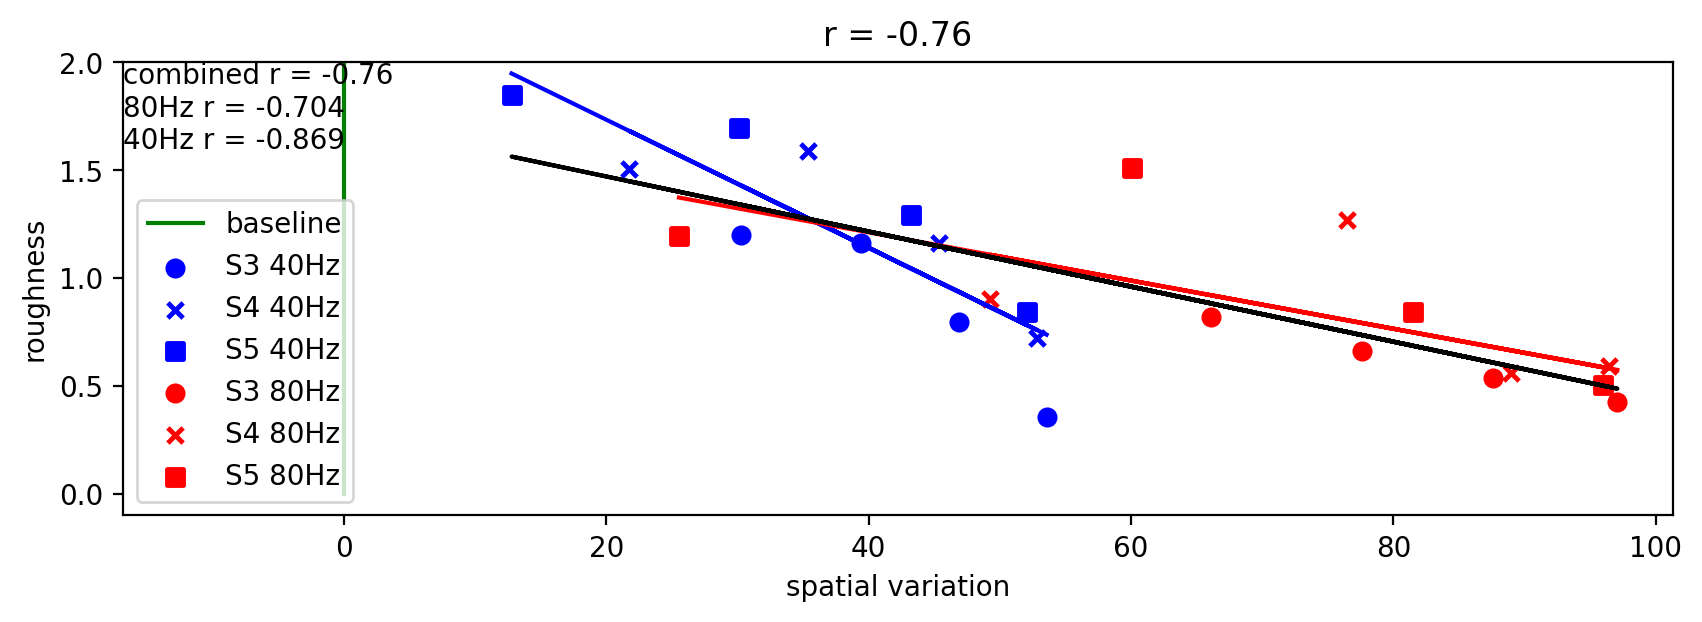 r = -0.76
combined r = -0.76
80Hz r = -0.704
40Hz r = -0.869
baseline
S3 40Hz
S4 40Hz
S5 40Hz
S3 80Hz
S4 80Hz
S5 80Hz
roughness
2.0
1.5
1.0
0.5
0.0
0 20 40 60 80 100
spatial variation